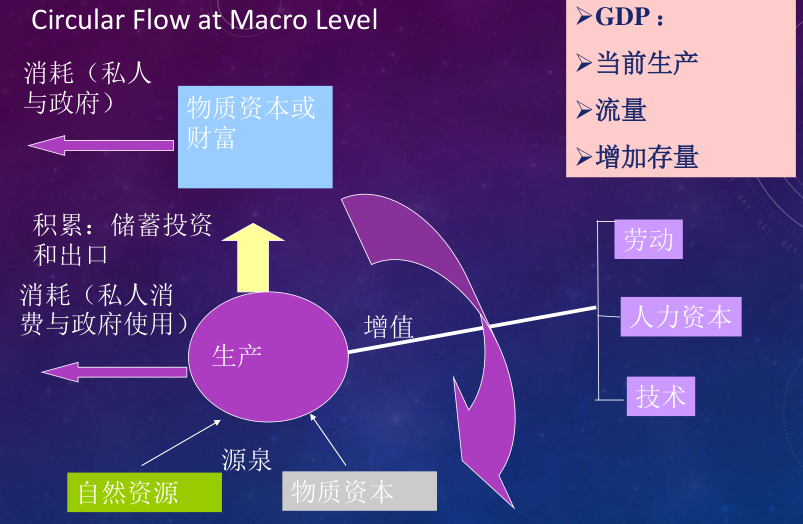 Circular Flow at Macro Level
➢GDP：
➢当前生产
➢流量
➢增加存量
消耗（私人
与政府）
物质资本或
财富
积累：储蓄投资
和出口
消耗（私人消
费与政府使用）
生产
增值
劳动
人力资本
技术
源泉
自然资源
物质资本